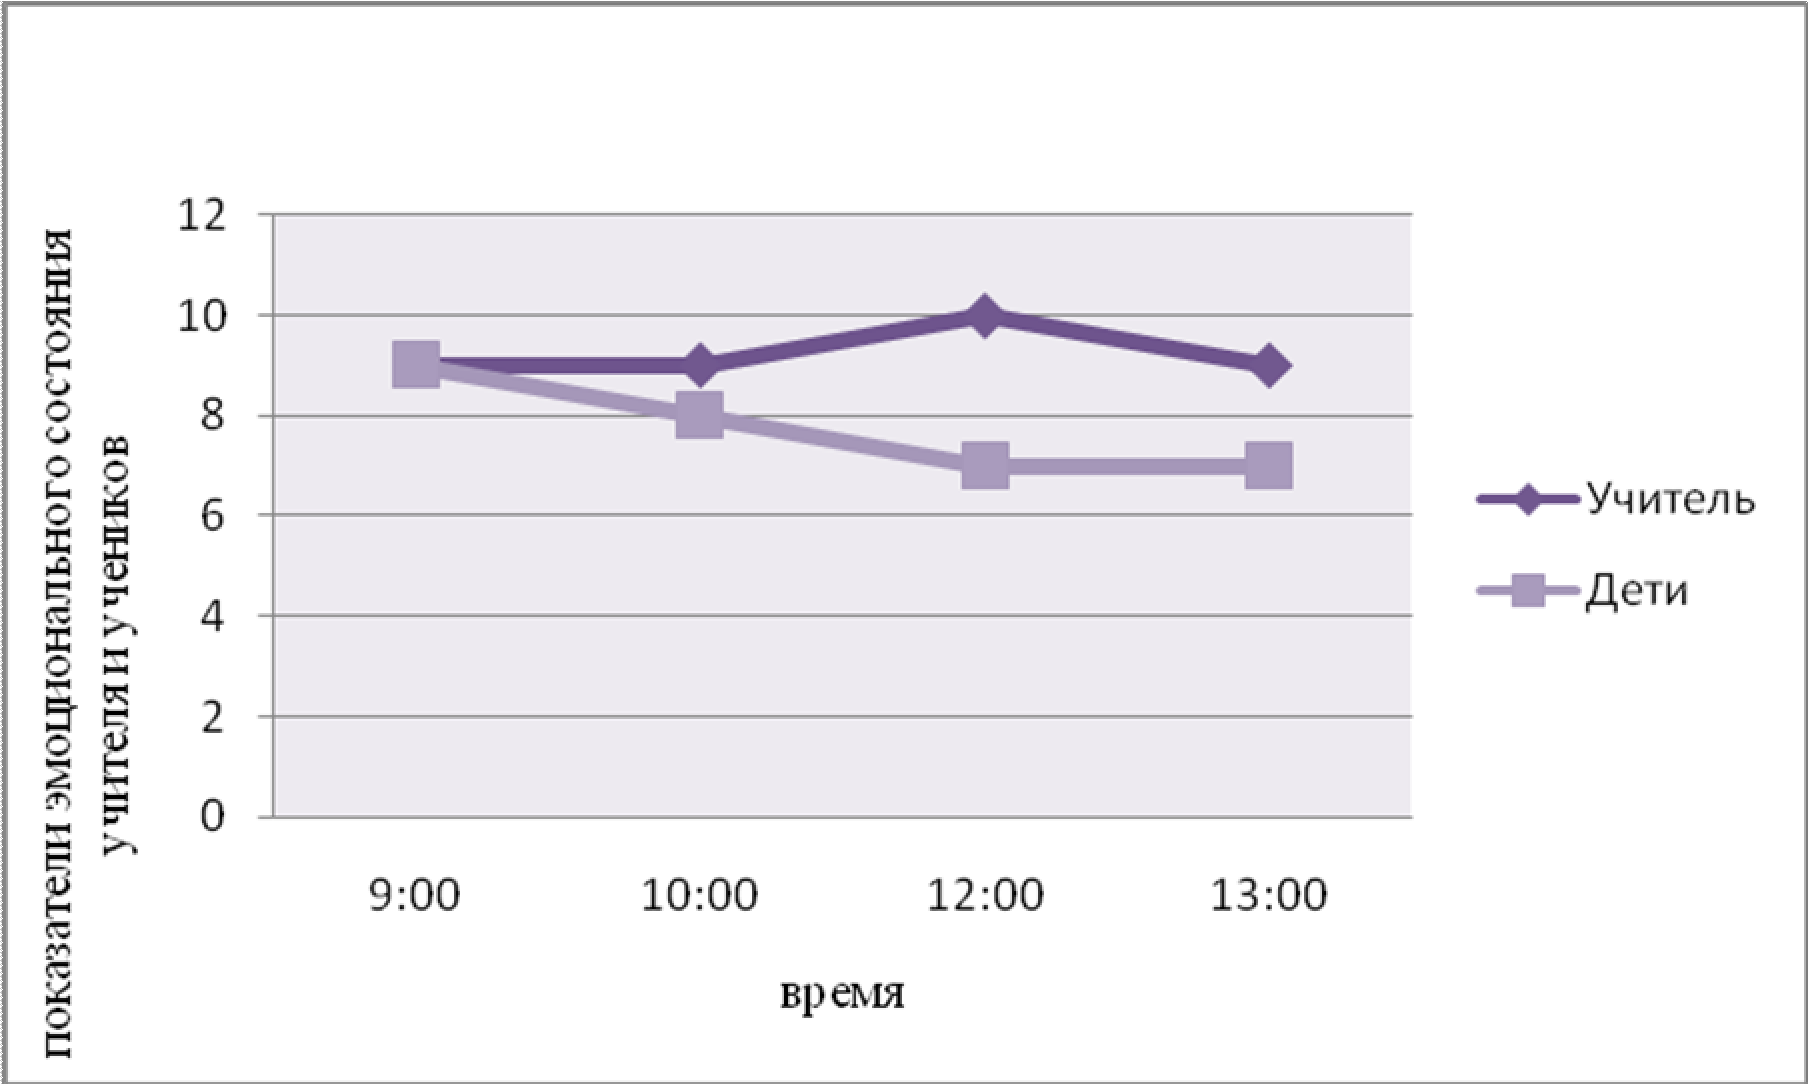 показатели эмоционального состояния
учителя и учеников
12
10
8
6
4
2
0
9:00
10:00
12:00
13:00
время
Учитель
Дети